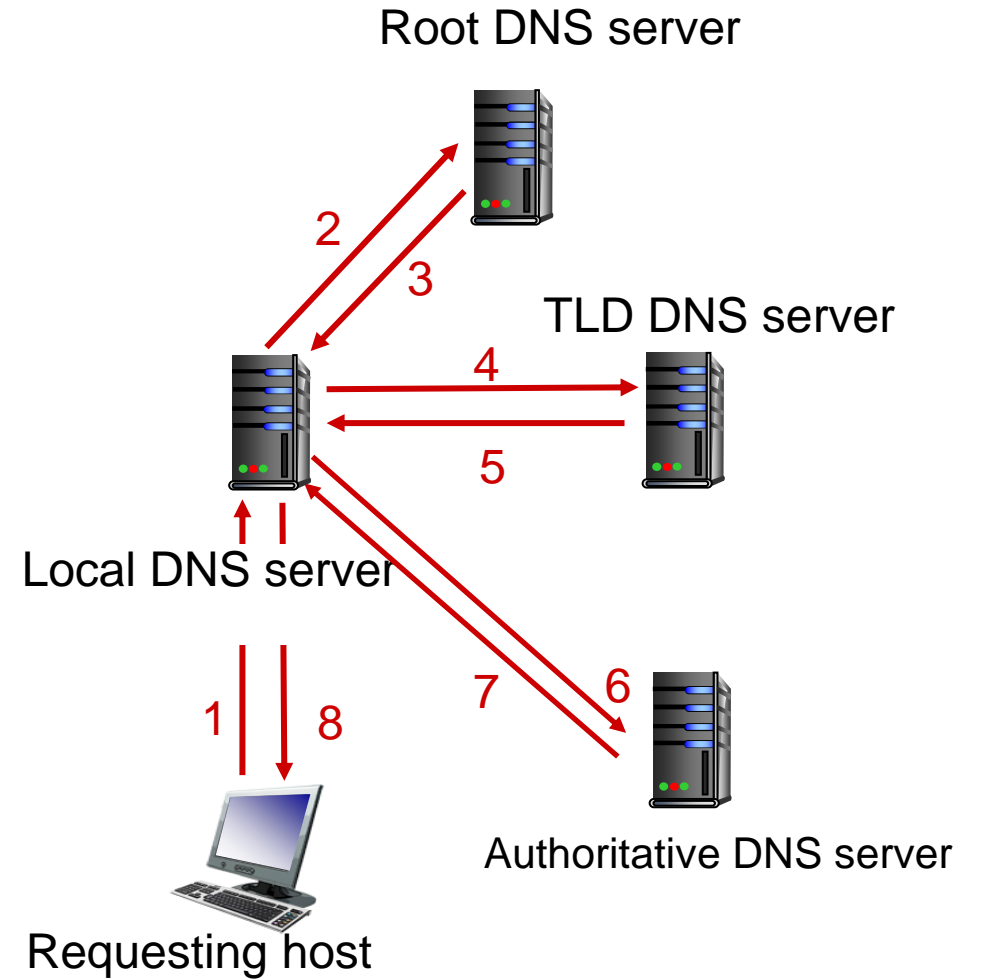 Root DNS server
2
3
TLD DNS server
4
5
Local DNS server
7
6
1
8
Authoritative DNS server
Requesting host